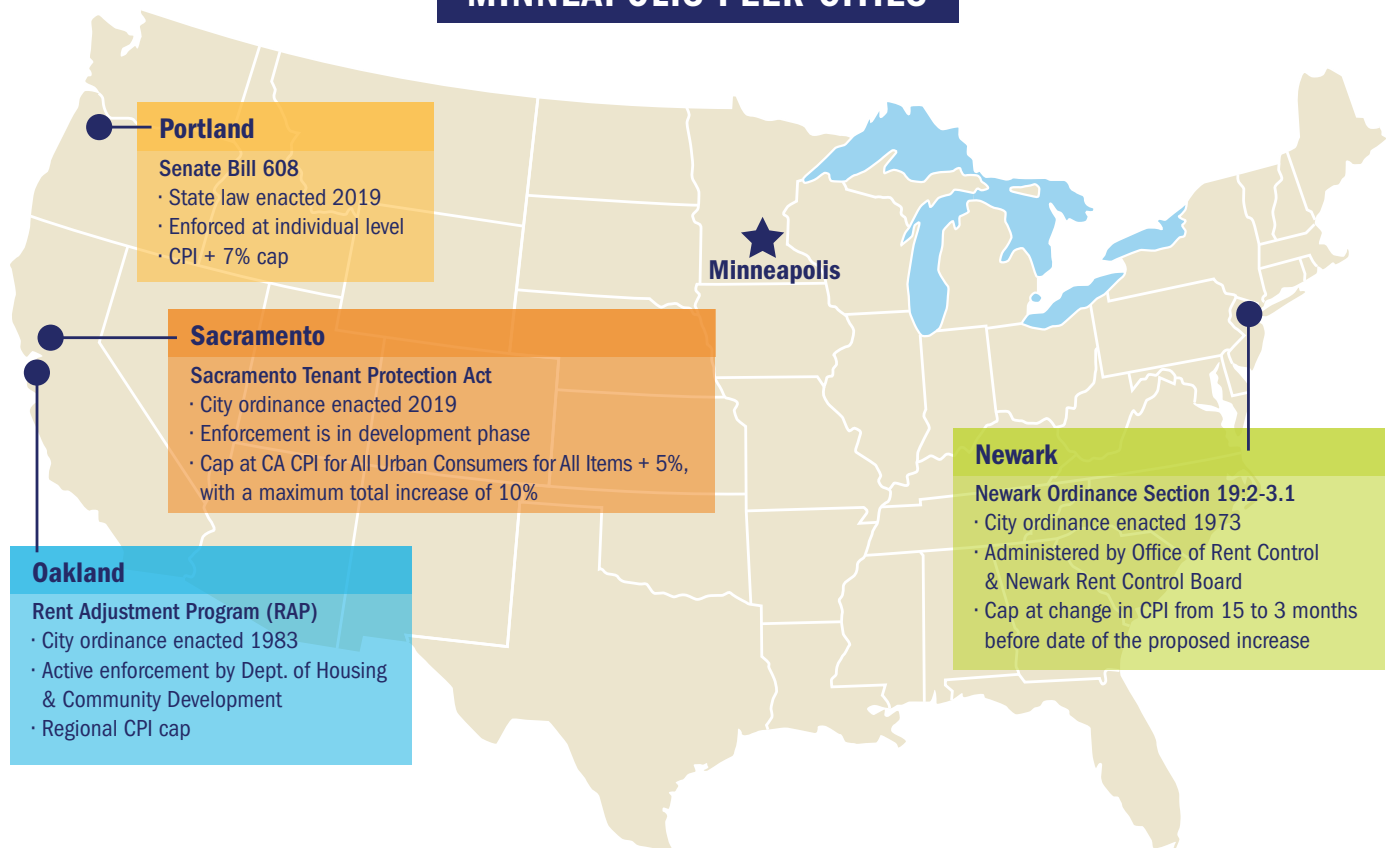 MINNEAPOLIS PEER CITIES
Portland
Senate Bill 608
· State law enacted 2019
· Enforced at individual level
· CPI + 7% cap
Minneapolis
Sacramento
Sacramento Tenant Protection Act
· City ordinance enacted 2019
· Enforcement is in development phase
· Cap at CA CPI for All Urban Consumers for All Items + 5%,
with a maximum total increase of 10%
Newark
Newark Ordinance Section 19:2-3.1
· City ordinance enacted 1973
· Administered by Office of Rent Control
& Newark Rent Control Board
· Cap at change in CPI from 15 to 3 months
before date of the proposed increase
Oakland
Rent Adjustment Program (RAP)
· City ordinance enacted 1983
· Active enforcement by Dept. of Housing
& Community Development
· Regional CPI cap